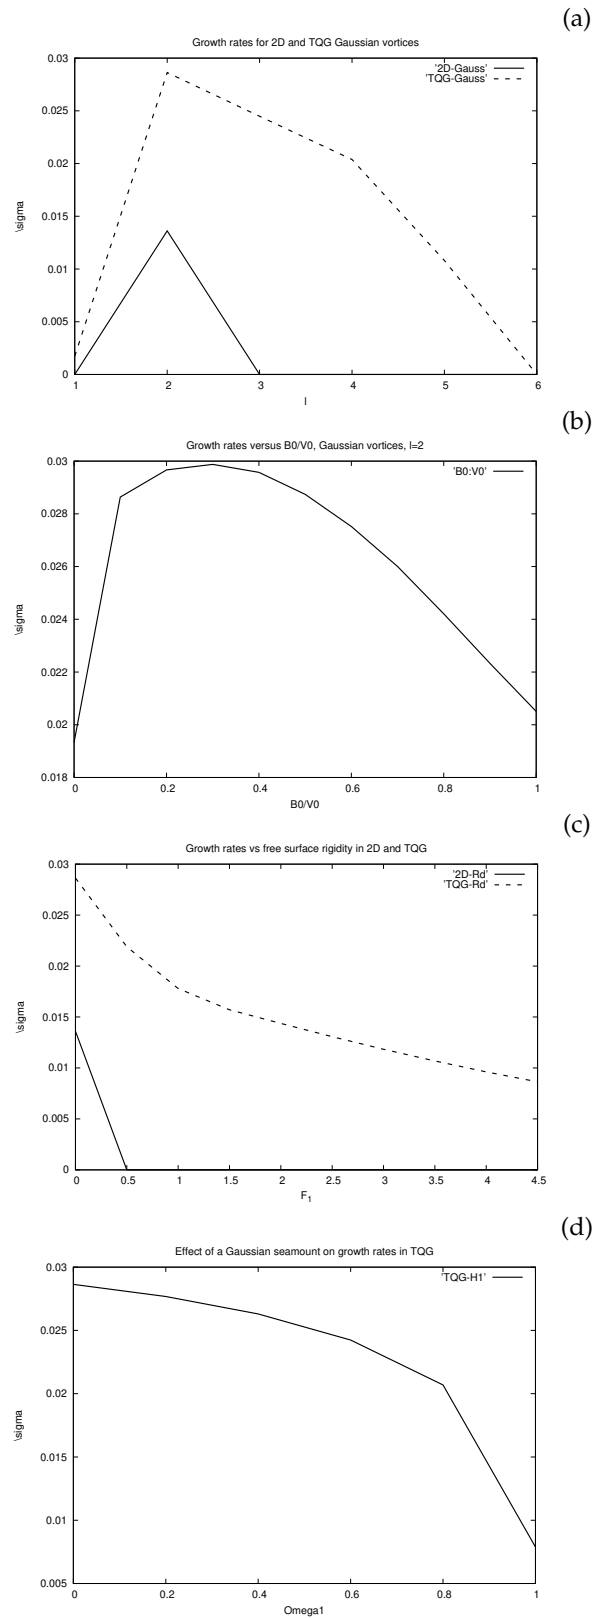 (a)
Growth rates for 2D and TQG Gaussian vortices
'2D-Gauss'
'TQG-Gauss'
0.03
0.025
0.02
0.015
0.01
0.005
0
\sigma
1 2 3 4 5 6
l
(b)
Growth rates versus B0/V0, Gaussian vortices, l=2
'B0:V0'
0.03
0.028
0.026
0.024
0.022
0.02
0.018
\sigma
0 0.2 0.4 0.6 0.8 1
B0/V0
(c)
Growth rates vs free surface rigidity in 2D and TQG
'2D-Rd'
'TQG-Rd'
0.03
0.025
0.02
0.015
0.01
0.005
0
\sigma
0 0.5 1 1.5 2 2.5 3 3.5 4 4.5
F_1
(d)
Effect of a Gaussian seamount on growth rates in TQG
'TQG-H1'
0.03
0.025
0.02
0.015
0.01
0.005
\sigma
0 0.2 0.4 0.6 0.8 1
Omega1